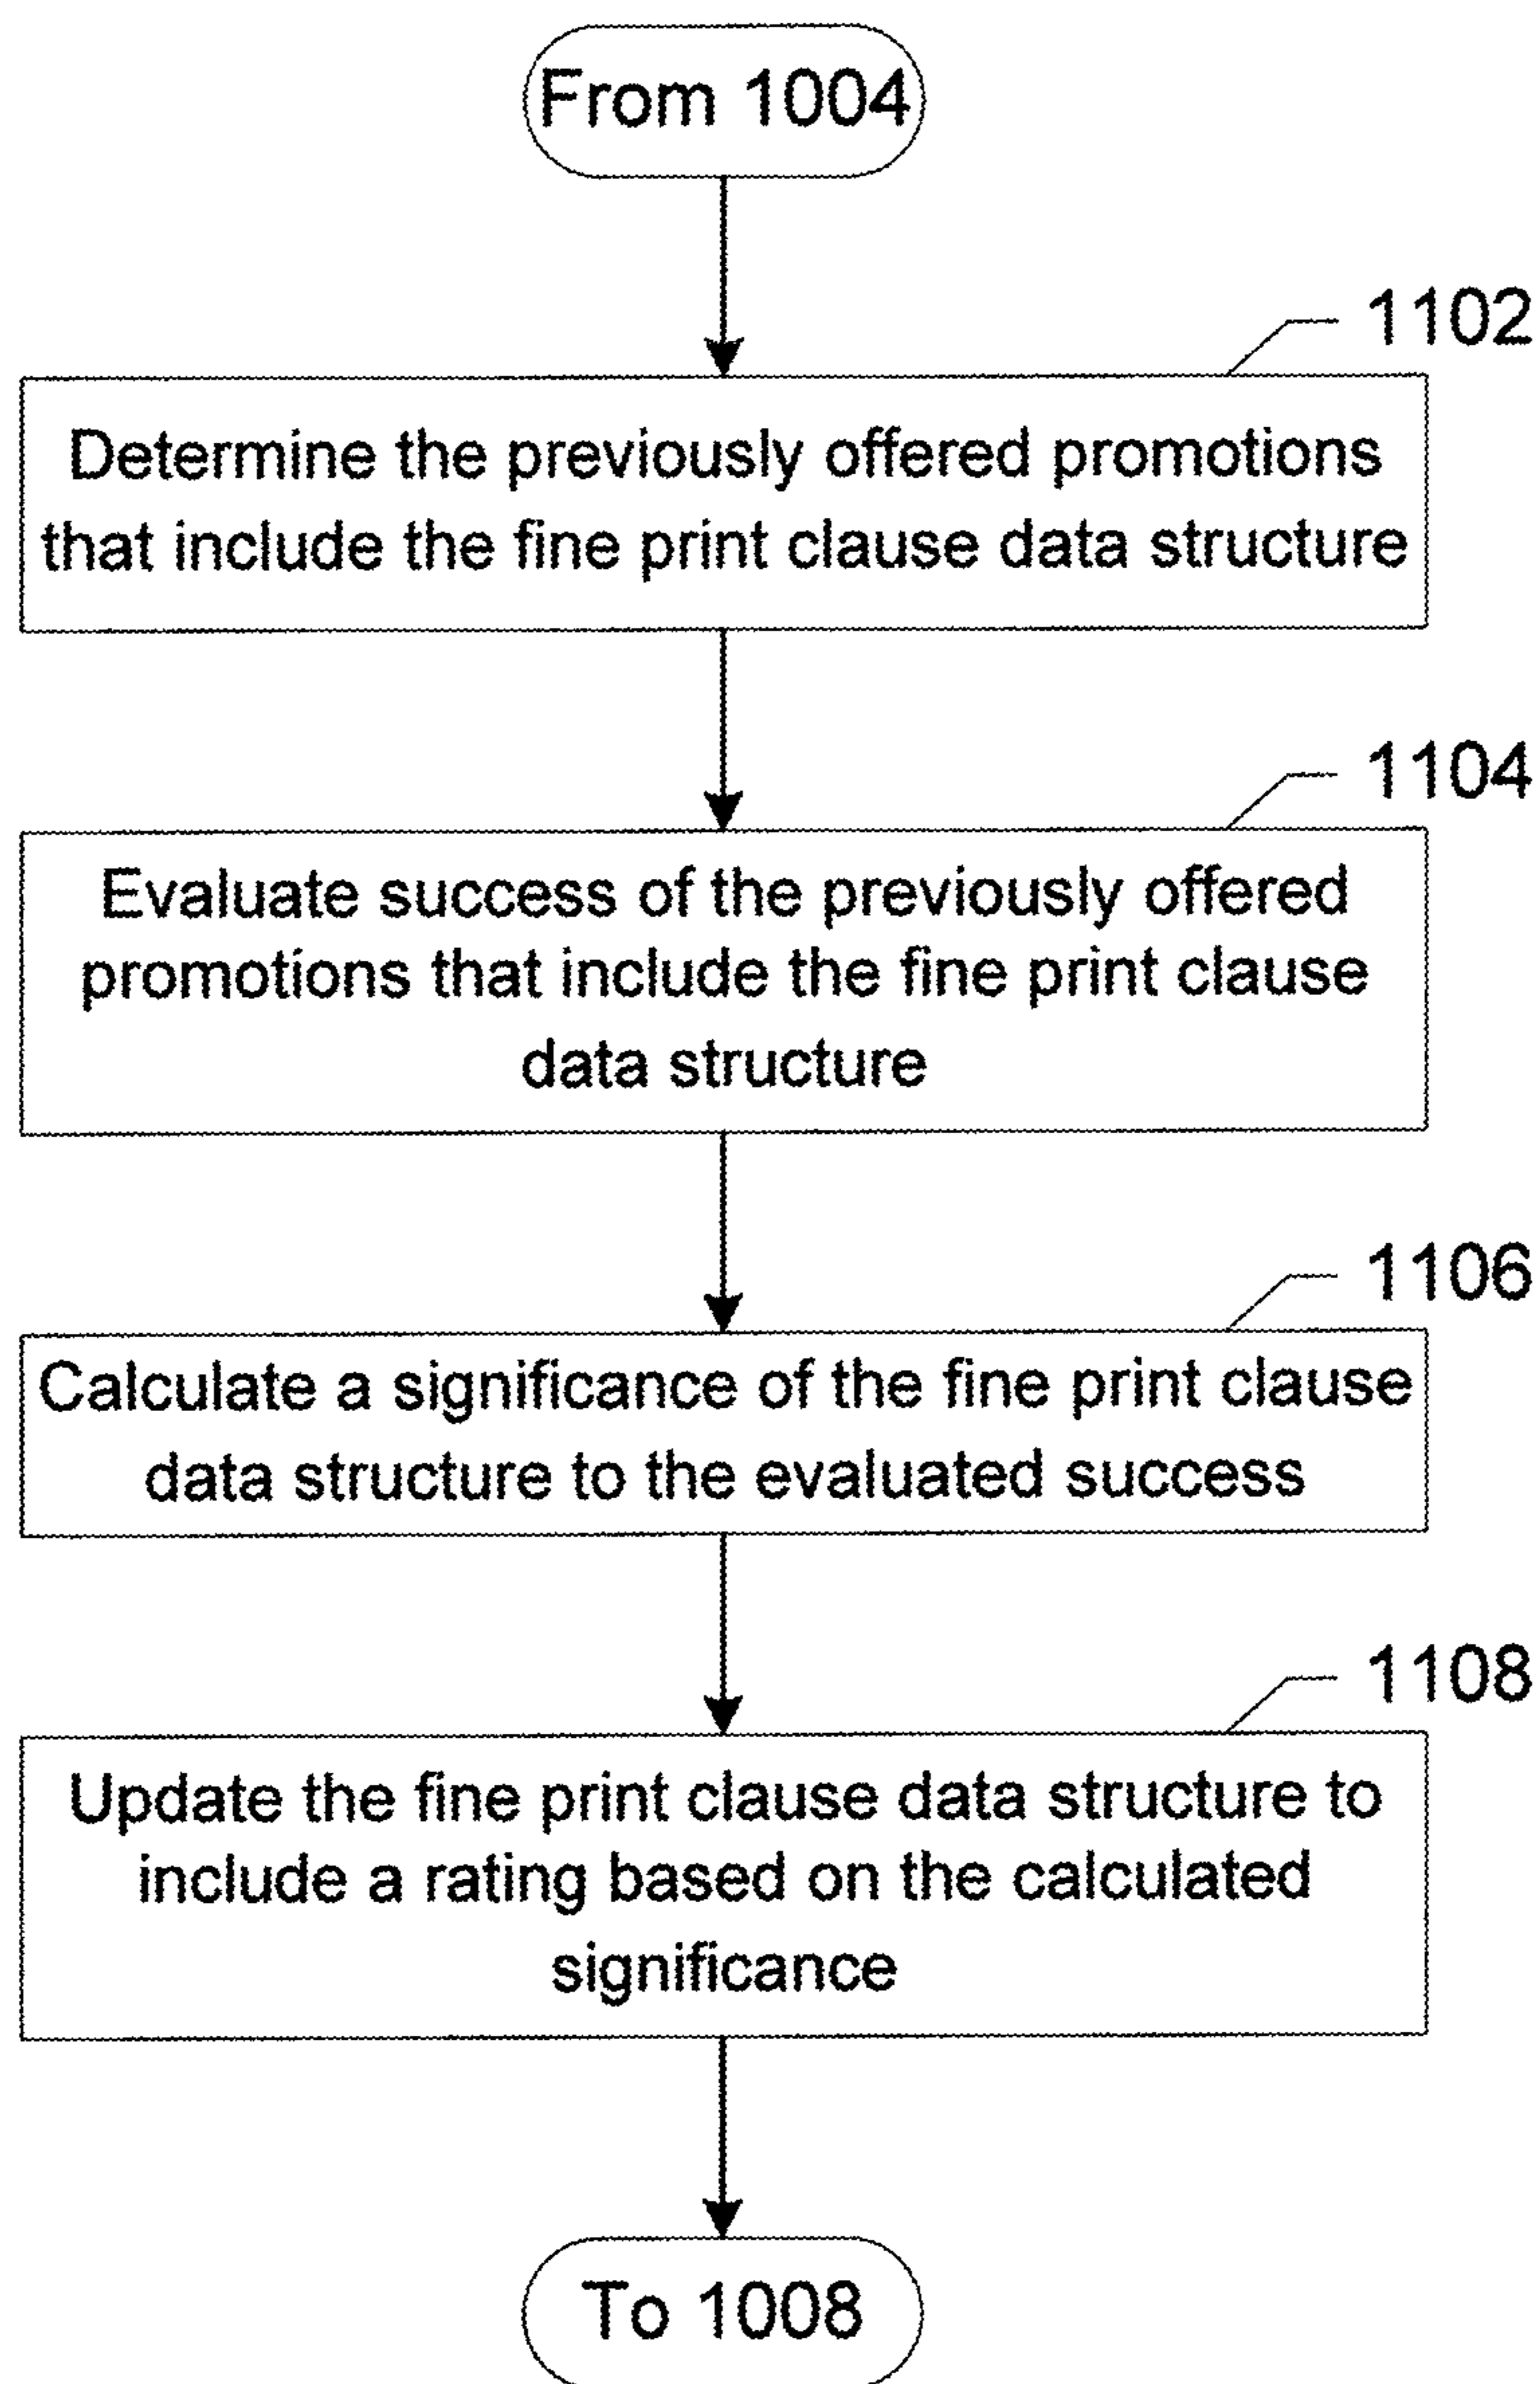 From 1004
1102
Determine the previously offered promotions
that include the fine print clause data structure
1104
Evaluate success of the previously offered
promotions that include the fine print clause
data structure
1106
Calculate a significance of the fine print clause
data structure to the evaluated success
1108
Update the fine print clause data structure to
include a rating based on the calculated
significance
To 1008